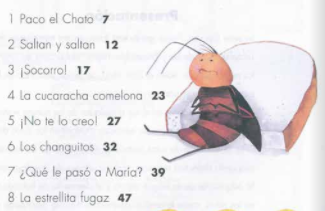 1 Paco el Chato 7
2 Saltan y saltan 12
3 ¡Socorro! 17
4 La cucaracha comelona 23
5 ¡No te lo creo! 27
6 Los changuitos 32
7 ¿Qué le pasó a María? 39
8 La estrellita fugaz 47